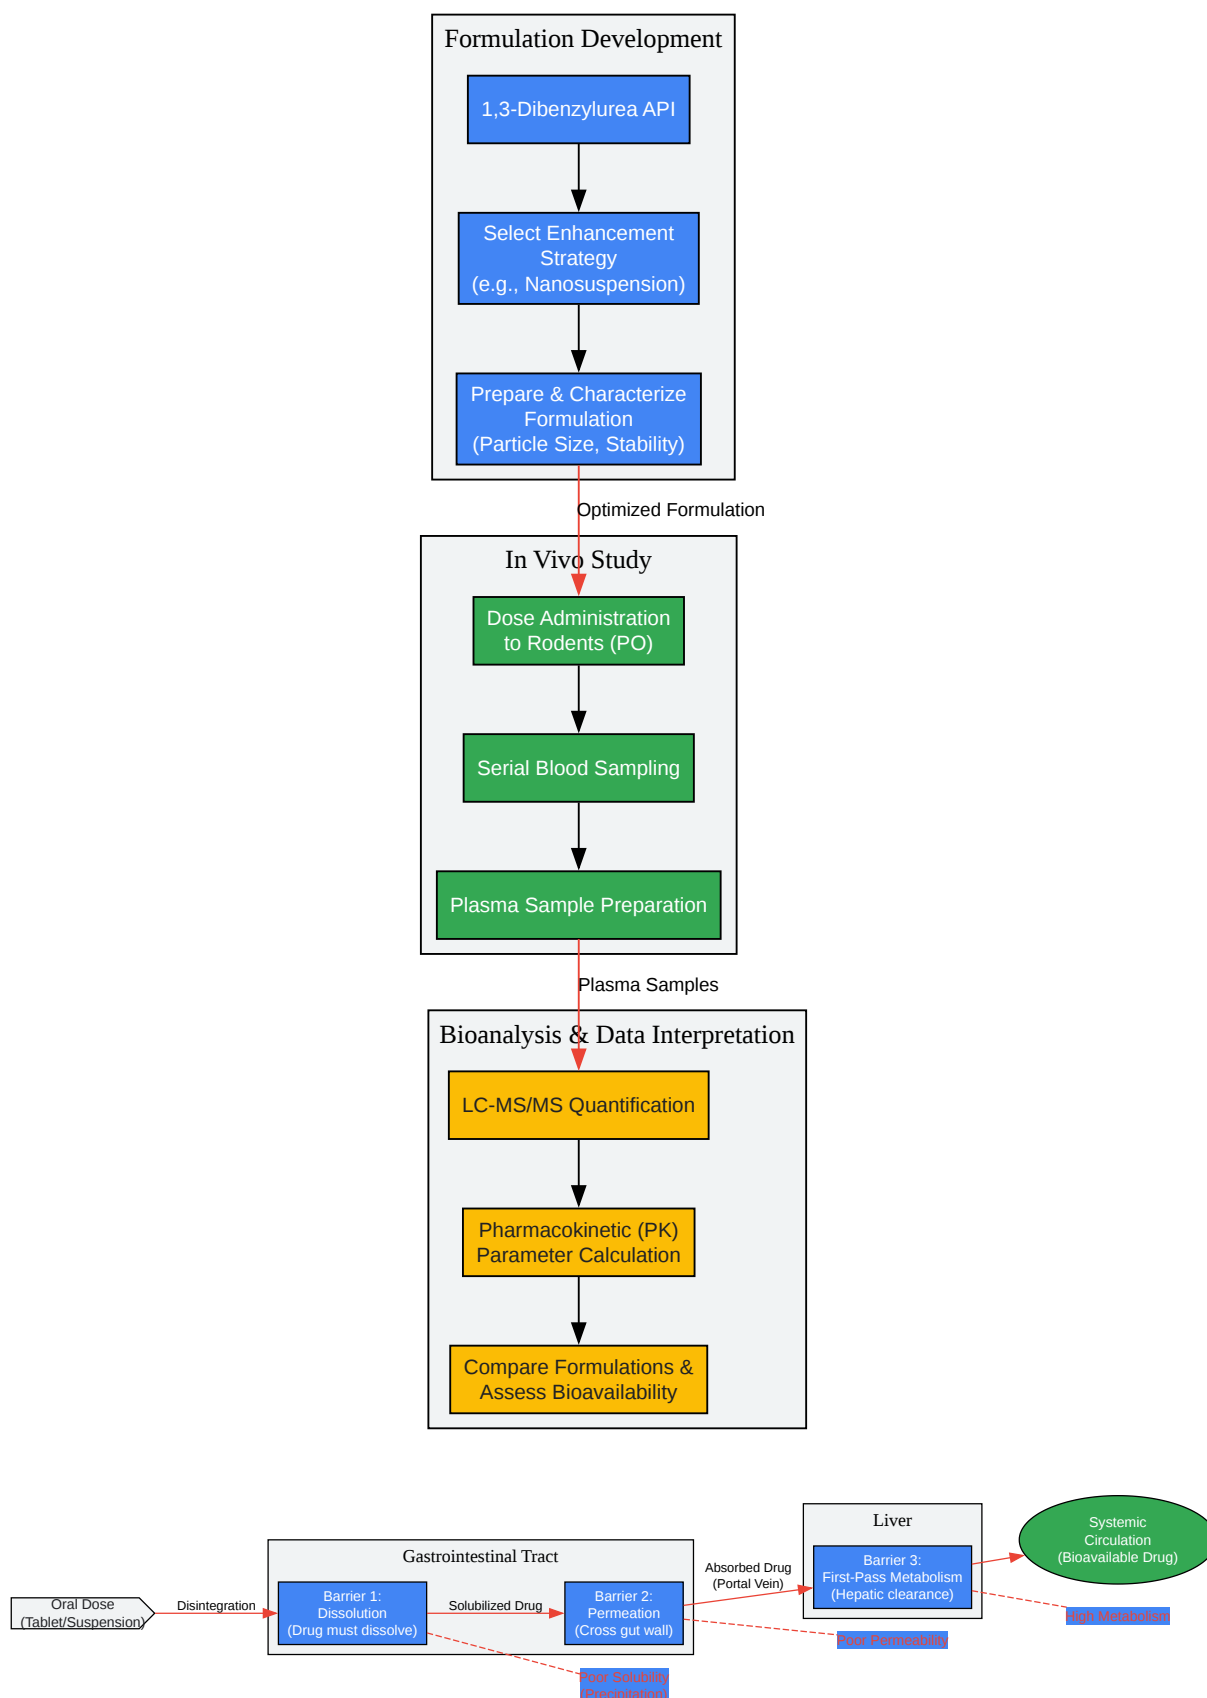 Formulation Development
1,3-Dibenzylurea API
Select Enhancement
Strategy
(e.g., Nanosuspension)
Prepare & Characterize
Formulation
(Particle Size, Stability)
Optimized Formulation
In Vivo Study
Dose Administration
to Rodents (PO)
Serial Blood Sampling
Plasma Sample Preparation
Plasma Samples
Bioanalysis & Data Interpretation
LC-MS/MS Quantification
Pharmacokinetic (PK)
Parameter Calculation
Compare Formulations &
Assess Bioavailability
Oral Dose
(Tablet/Suspension)
Disintegration
Gastrointestinal Tract
Barrier 1:
Dissolution
(Drug must dissolve)
Solubilized Drug
Barrier 2:
Permeation
(Cross gut wall)
Poor Solubility
(Precipitation)
Absorbed Drug
(Portal Vein)
Poor Permeability
Liver
Barrier 3:
First-Pass Metabolism
(Hepatic clearance)
High Metabolism
Systemic
Circulation
(Bioavailable Drug)